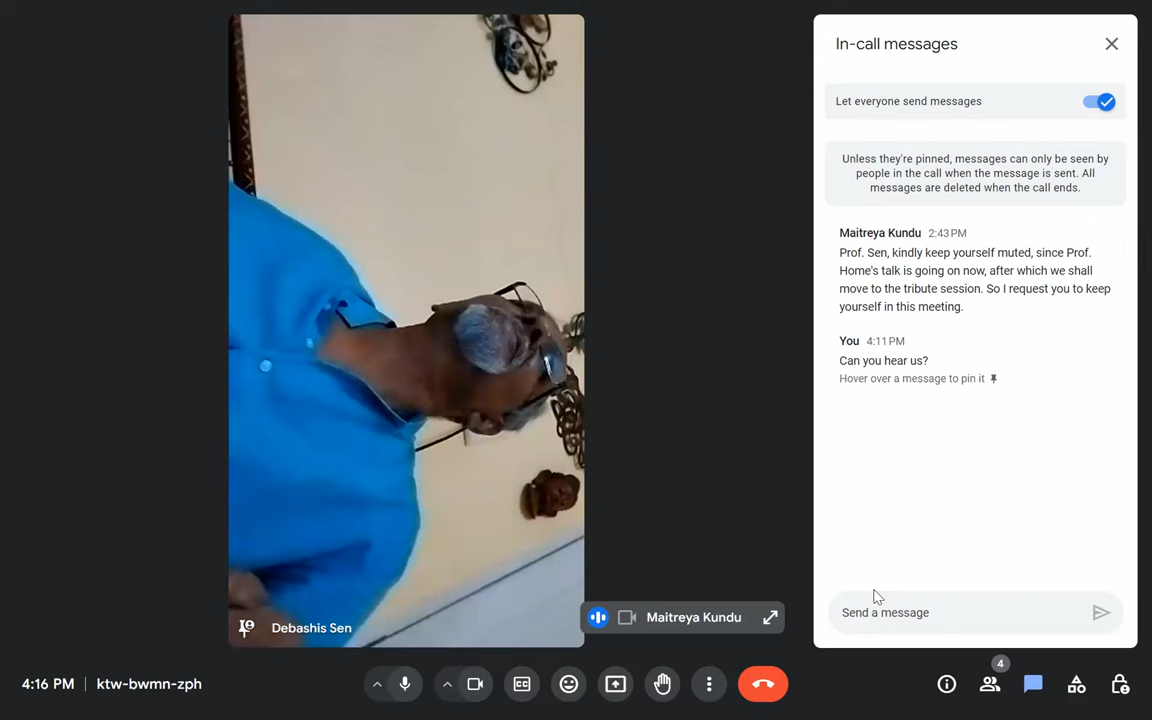 In-call messages
Let everyone send messages
Unless they're pinned, messages can only be seen by
people in the call when the message is sent. All
messages are deleted when the call ends.
Maitreya Kundu 2:43 PM
Prof. Sen, kindly keep yourself muted, since Prof.
Home's talk is going on now, after which we shall
move to the tribute session. So I request you to keep
yourself in this meeting.
You 4:11 PM
Can you hear us?
Hover over a message to pin it
Send a message
Debashis Sen
Maitreya Kundu
4:16 PM | ktw-bwmn-zph
CC
4